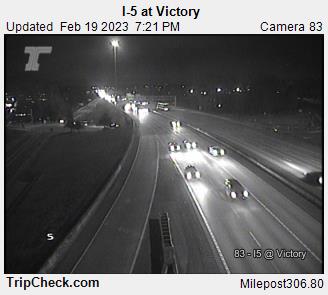 I-5 at Victory
Updated  Feb 19 2023  7:21 PM
Camera 83
S
83 - I5 @ Victory
TripCheck.com
Milepost306.80